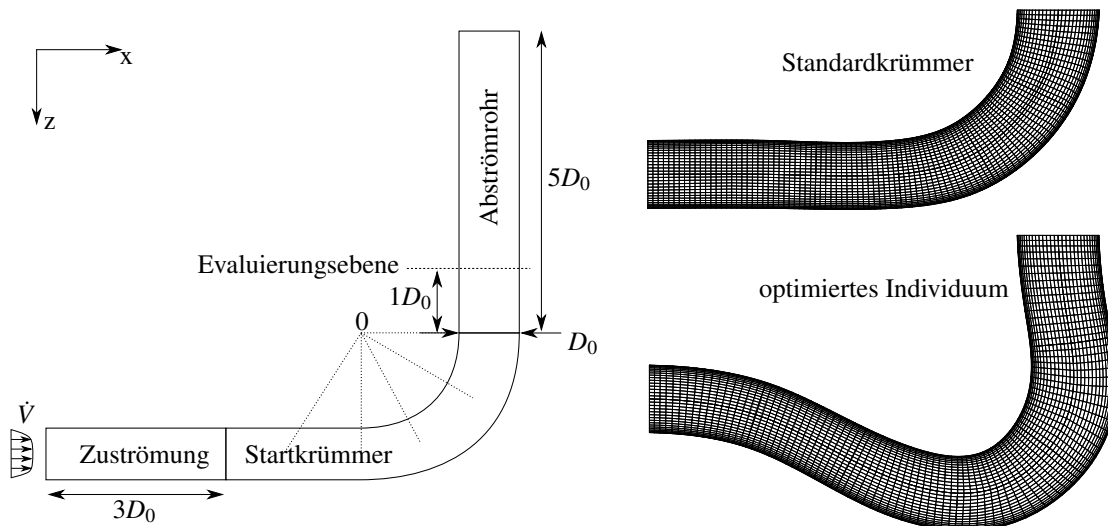 x
z
Abströmrohr
5D₀
Evaluierungsebene
1D₀
0
D₀
V̇
Zuströmung
Startkrümmer
3D₀
Standardkrümmer
optimiertes Individuum